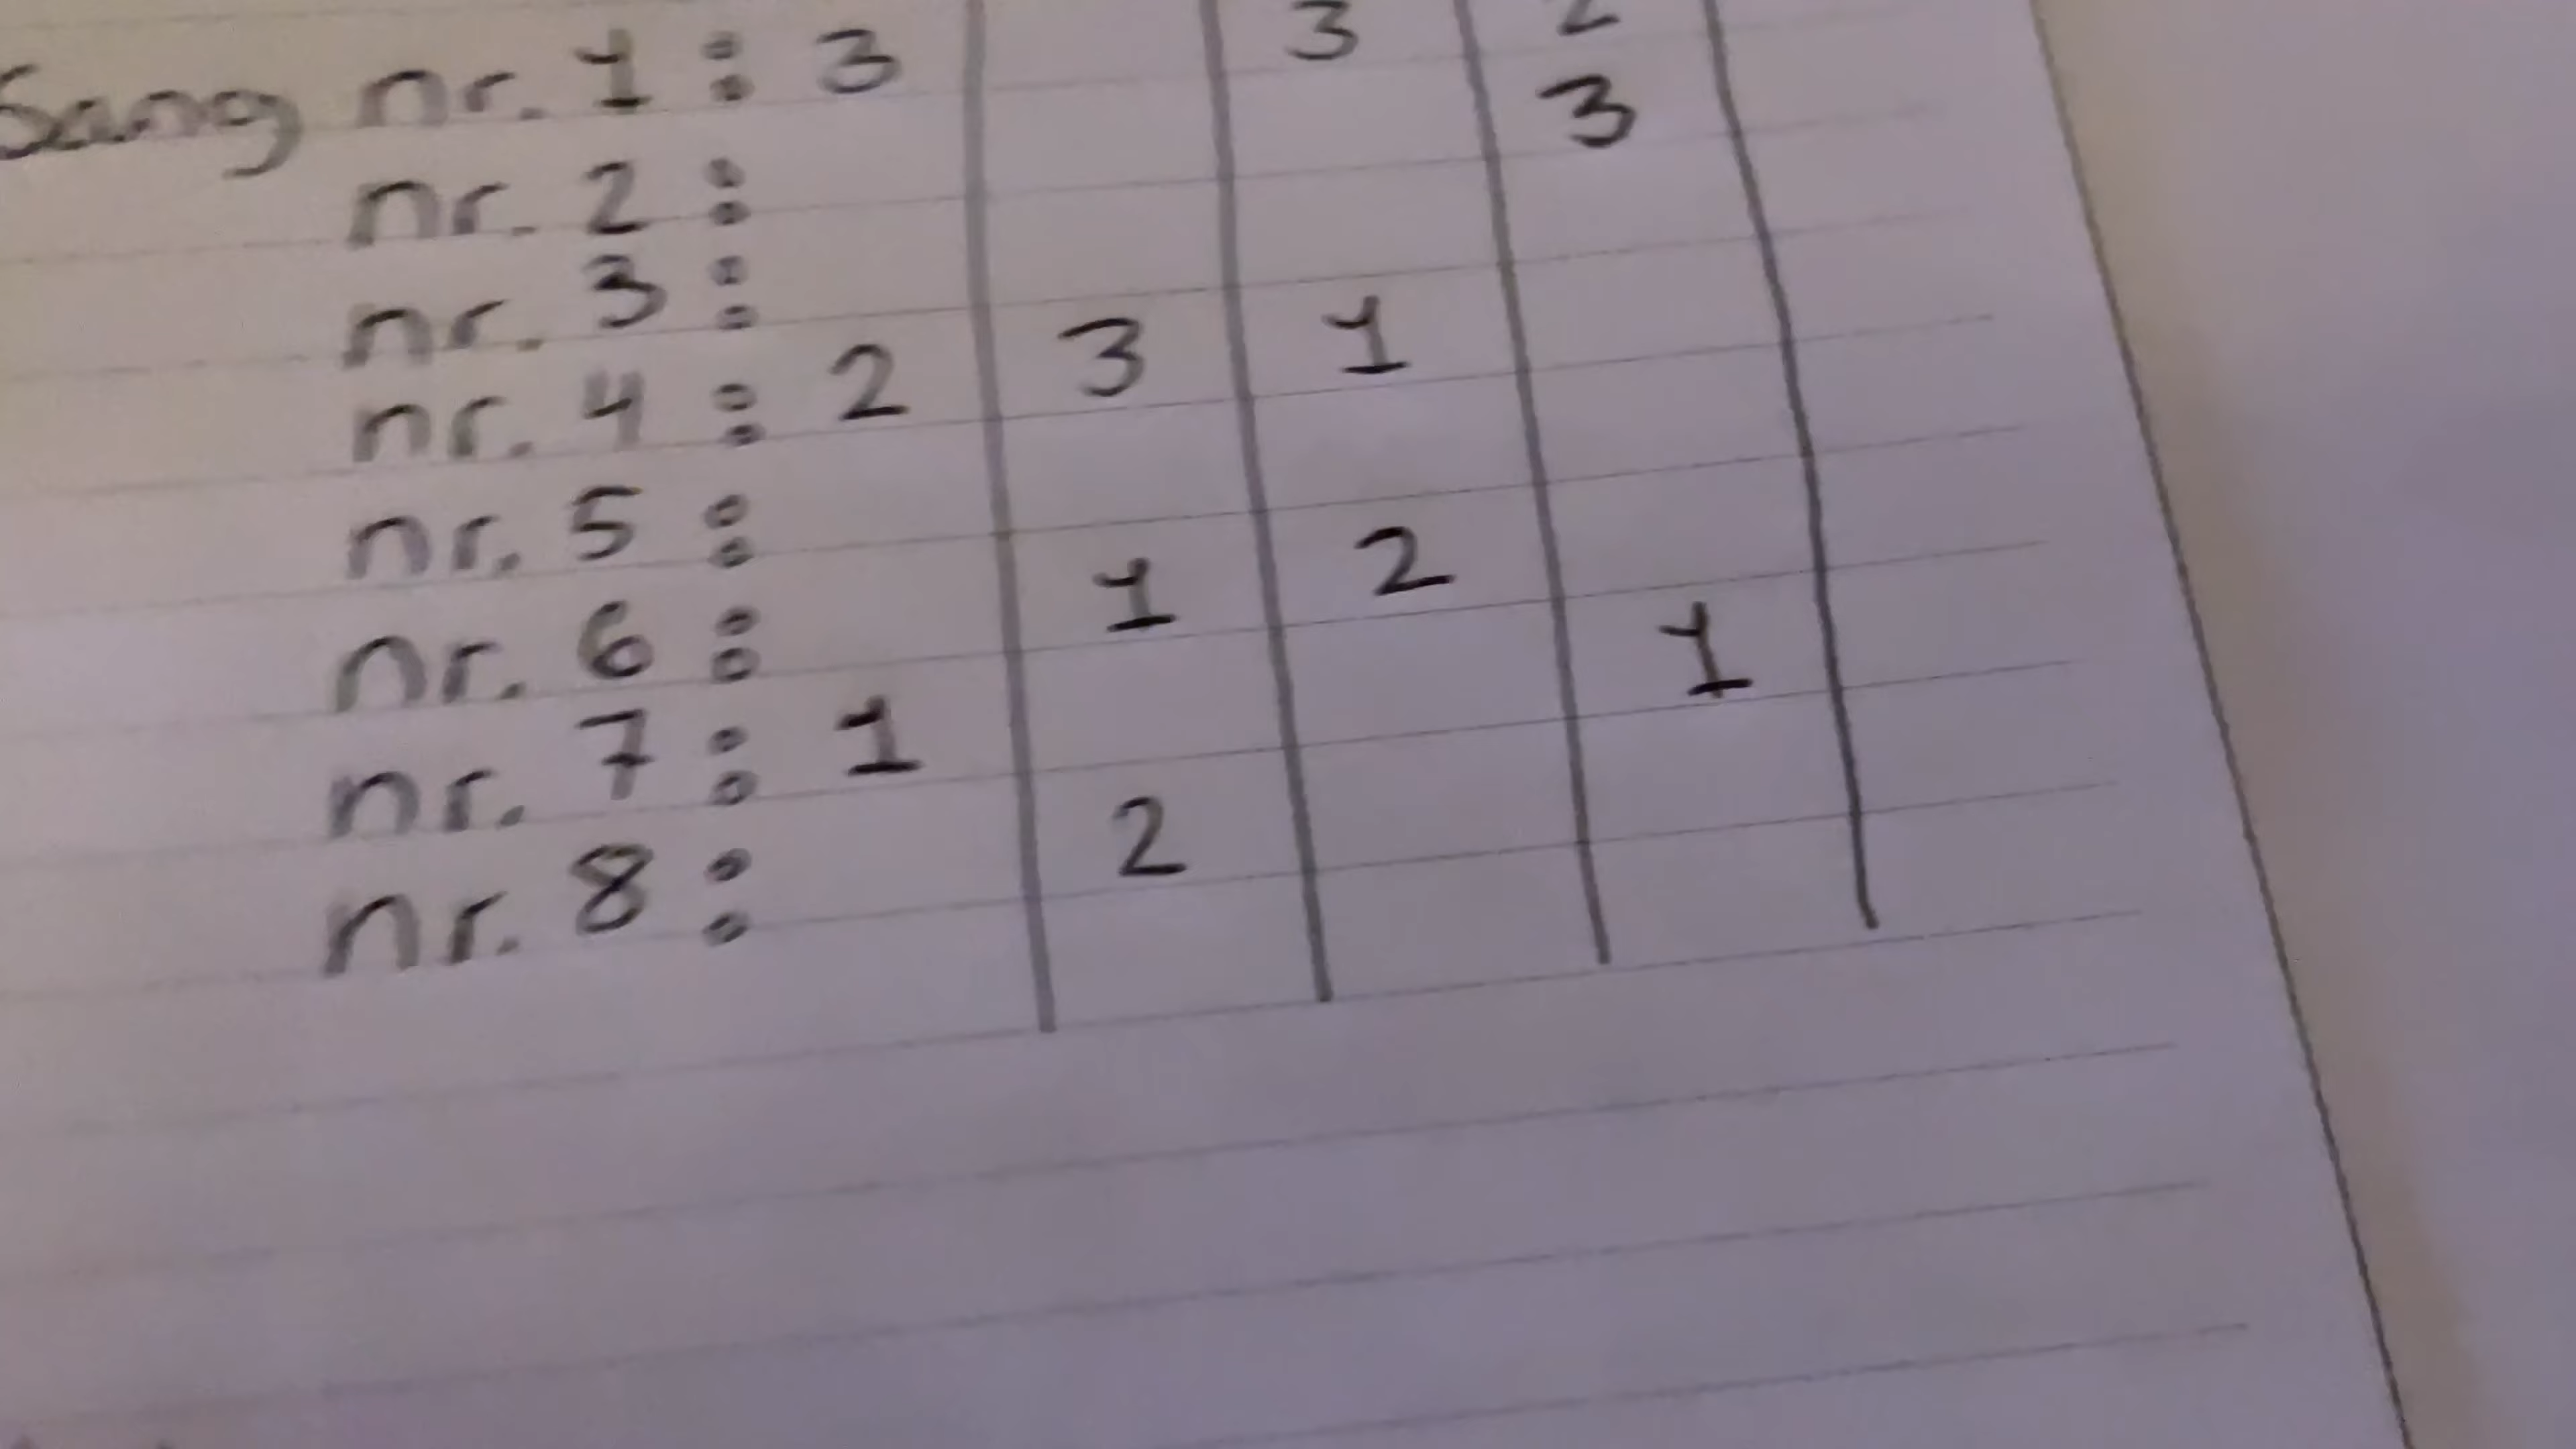 Sang nr. 1 : 3 3 2
nr. 2 : 3
nr. 3 :
nr. 4 : 2 3 1
nr. 5 :
nr. 6 : 1 2
nr. 7 : 1 1
nr. 8 : 2